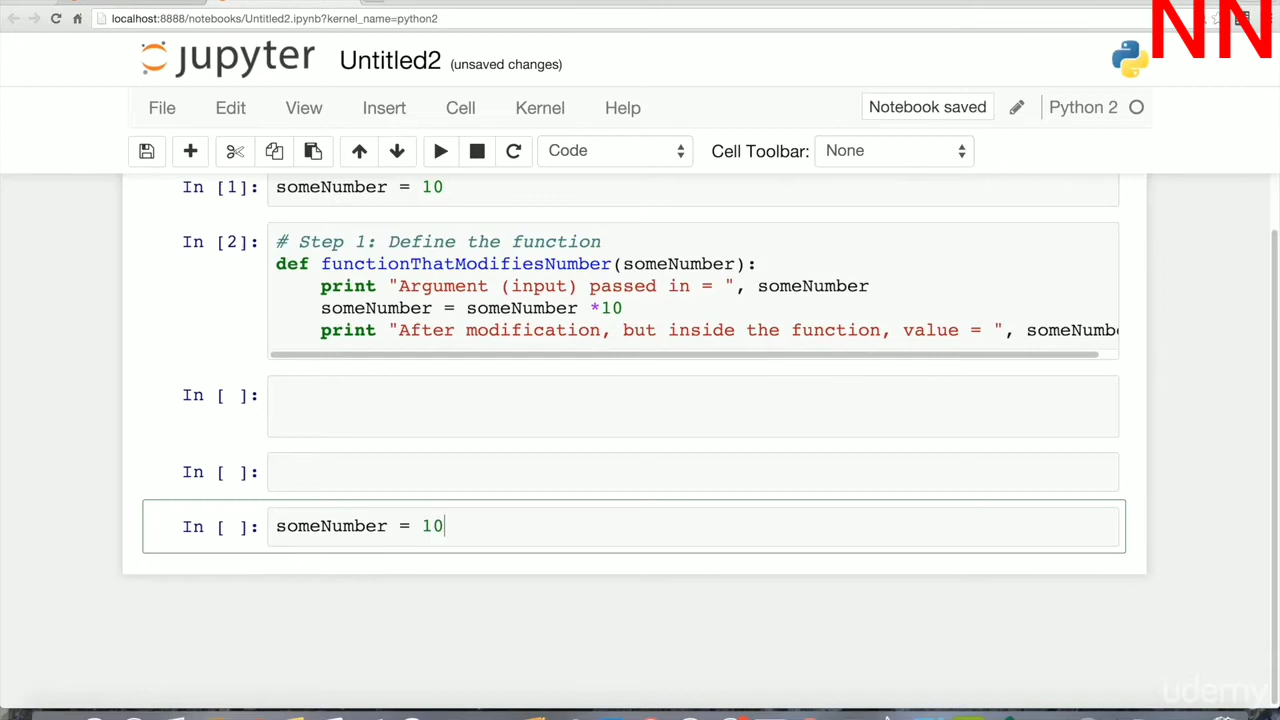 localhost:8888/notebooks/Untitled2.ipynb?kernel_name=python2
NN
jupyter Untitled2 (unsaved changes)
File Edit View Insert Cell Kernel Help Notebook saved Python 2
Code Cell Toolbar: None
In [1]: someNumber = 10
In [2]: # Step 1: Define the function
def functionThatModifiesNumber(someNumber):
print "Argument (input) passed in = ", someNumber
someNumber = someNumber *10
print "After modification, but inside the function, value = ", someNumb
In [ ]:
In [ ]:
In [ ]: someNumber = 10
udemy